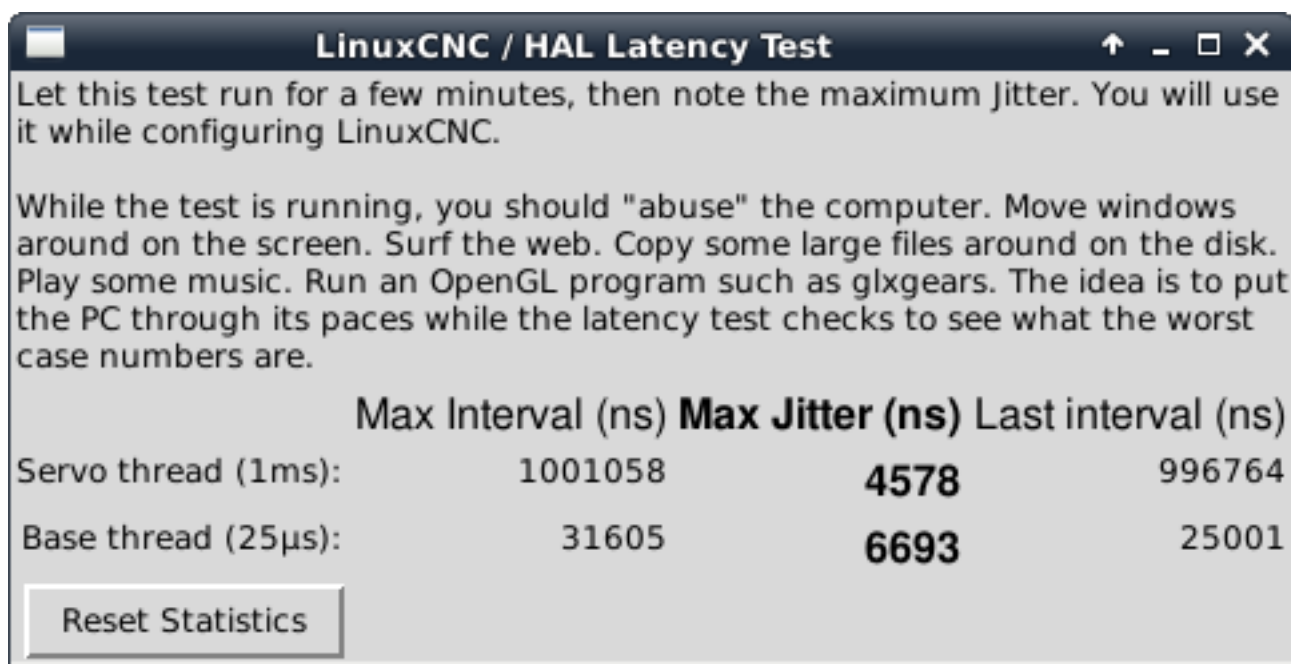 LinuxCNC / HAL Latency Test
Let this test run for a few minutes, then note the maximum Jitter. You will use
it while configuring LinuxCNC.
While the test is running, you should "abuse" the computer. Move windows
around on the screen. Surf the web. Copy some large files around on the disk.
Play some music. Run an OpenGL program such as glxgears. The idea is to put
the PC through its paces while the latency test checks to see what the worst
case numbers are.
Max Interval (ns) Max Jitter (ns) Last interval (ns)
Servo thread (1ms): 1001058 4578 996764
Base thread (25µs): 31605 6693 25001
Reset Statistics